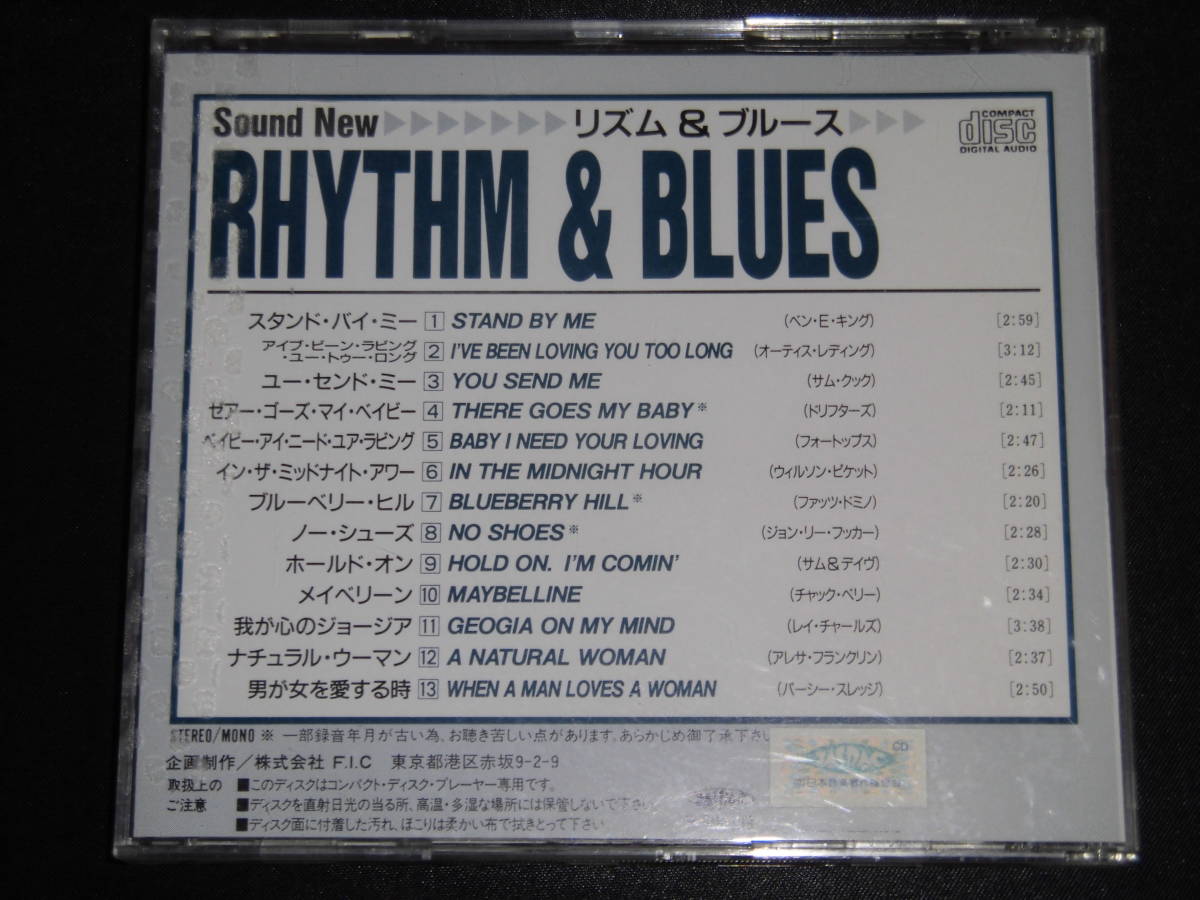 Sound New リズム & ブルース
COMPACT disc DIGITAL AUDIO
RHYTHM & BLUES
スタンド・バイ・ミー 1 STAND BY ME (ベン・E・キング) [2:59]
アイブ・ビーン・ラビング・ユー・トゥー・ロング 2 I'VE BEEN LOVING YOU TOO LONG (オーティス・レディング) [3:12]
ユー・センド・ミー 3 YOU SEND ME (サム・クック) [2:45]
ゼアー・ゴーズ・マイ・ベイビー 4 THERE GOES MY BABY※ (ドリフターズ) [2:11]
ベイビー・アイ・ニード・ユア・ラビング 5 BABY I NEED YOUR LOVING (フォートップス) [2:47]
イン・ザ・ミッドナイト・アワー 6 IN THE MIDNIGHT HOUR (ウィルソン・ピケット) [2:26]
ブルーベリー・ヒル 7 BLUEBERRY HILL※ (ファッツ・ドミノ) [2:20]
ノー・シューズ 8 NO SHOES※ (ジョン・リー・フッカー) [2:28]
ホールド・オン 9 HOLD ON. I'M COMIN' (サム&デイヴ) [2:30]
メイベリーン 10 MAYBELLINE (チャック・ベリー) [2:34]
我が心のジョージア 11 GEOGIA ON MY MIND (レイ・チャールズ) [3:38]
ナチュラル・ウーマン 12 A NATURAL WOMAN (アレサ・フランクリン) [2:37]
男が女を愛する時 13 WHEN A MAN LOVES A WOMAN (パーシー・スレッジ) [2:50]
STEREO/MONO ※ 一部録音年月が古い為、お聴き苦しい点があります。あらかじめ御了承下さい
企画制作/株式会社 F.I.C 東京都港区赤坂9-2-9
CD
取扱上のご注意 ■このディスクはコンパクト・ディスク・プレーヤー専用です。
■ディスクを直射日光の当る所、高温・多湿な場所には保管しないで下さい
■ディスク面に付着した汚れ、ほこりは柔かい布で拭きとって下さい